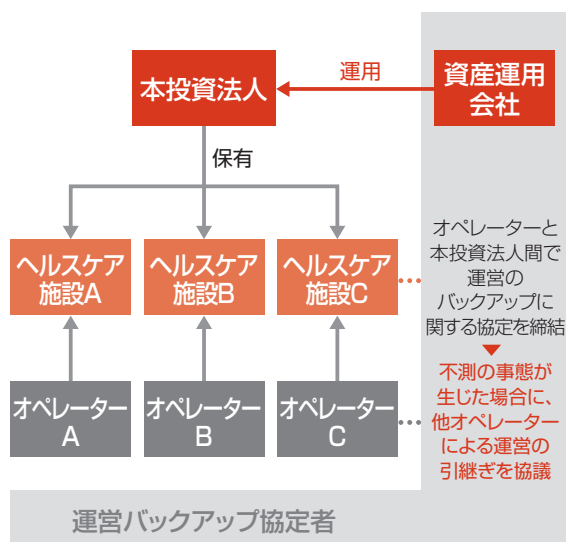 本投資法人
運用
資産運用
会社
保有
ヘルスケア
施設A
ヘルスケア
施設B
ヘルスケア
施設C
オペレーターと
本投資法人間で
運営の
バックアップに
関する協定を締結
不測の事態が
生じた場合に、
他オペレーター
による運営の
引継ぎを協議
オペレーター
A
オペレーター
B
オペレーター
C
運営バックアップ協定者